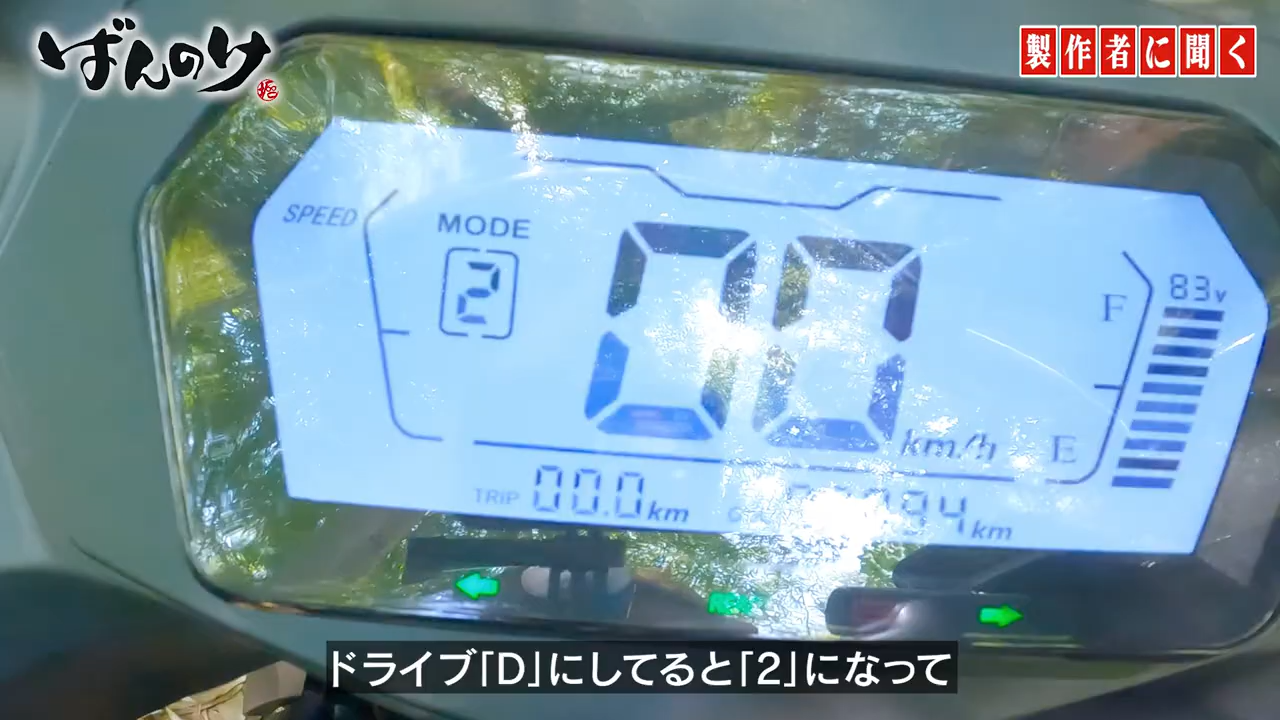 ばんのけ
製作者に聞く
SPEED
MODE
2
00
km/h
F
83v
E
TRIP 00.0km
km
ドライブ「D」にしてると「2」になって